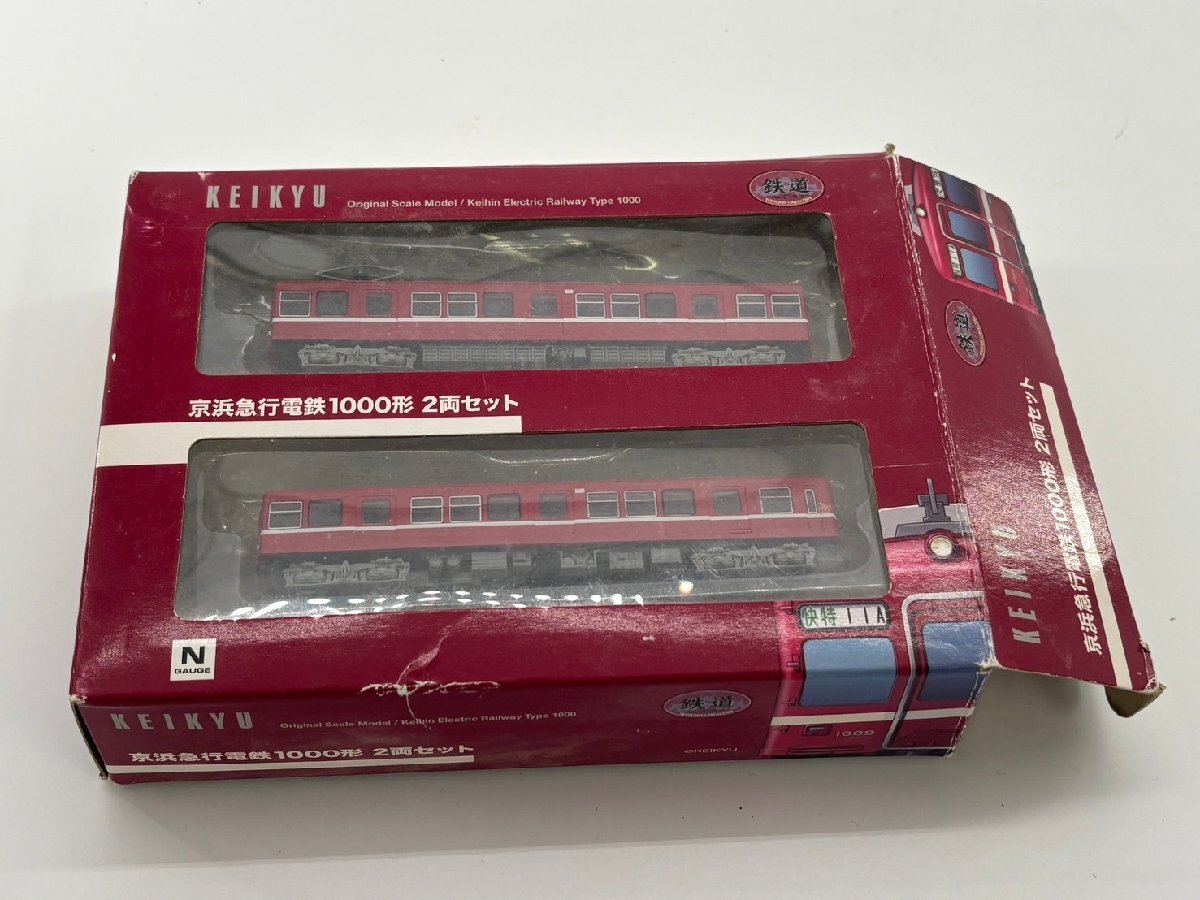 KEIKYU
Original Scale Model / Keihin Electric Railway Type 1000
鉄道
京浜急行電鉄1000形 2両セット
N
GAUGE
快特 11A
1009
KEIKYU
Original Scale Model / Keihin Electric Railway Type 1000
鉄道
京浜急行電鉄1000形 2両セット
©KEIKYU
鉄道
KEIKYU
京浜急行電鉄1000形 2両セット